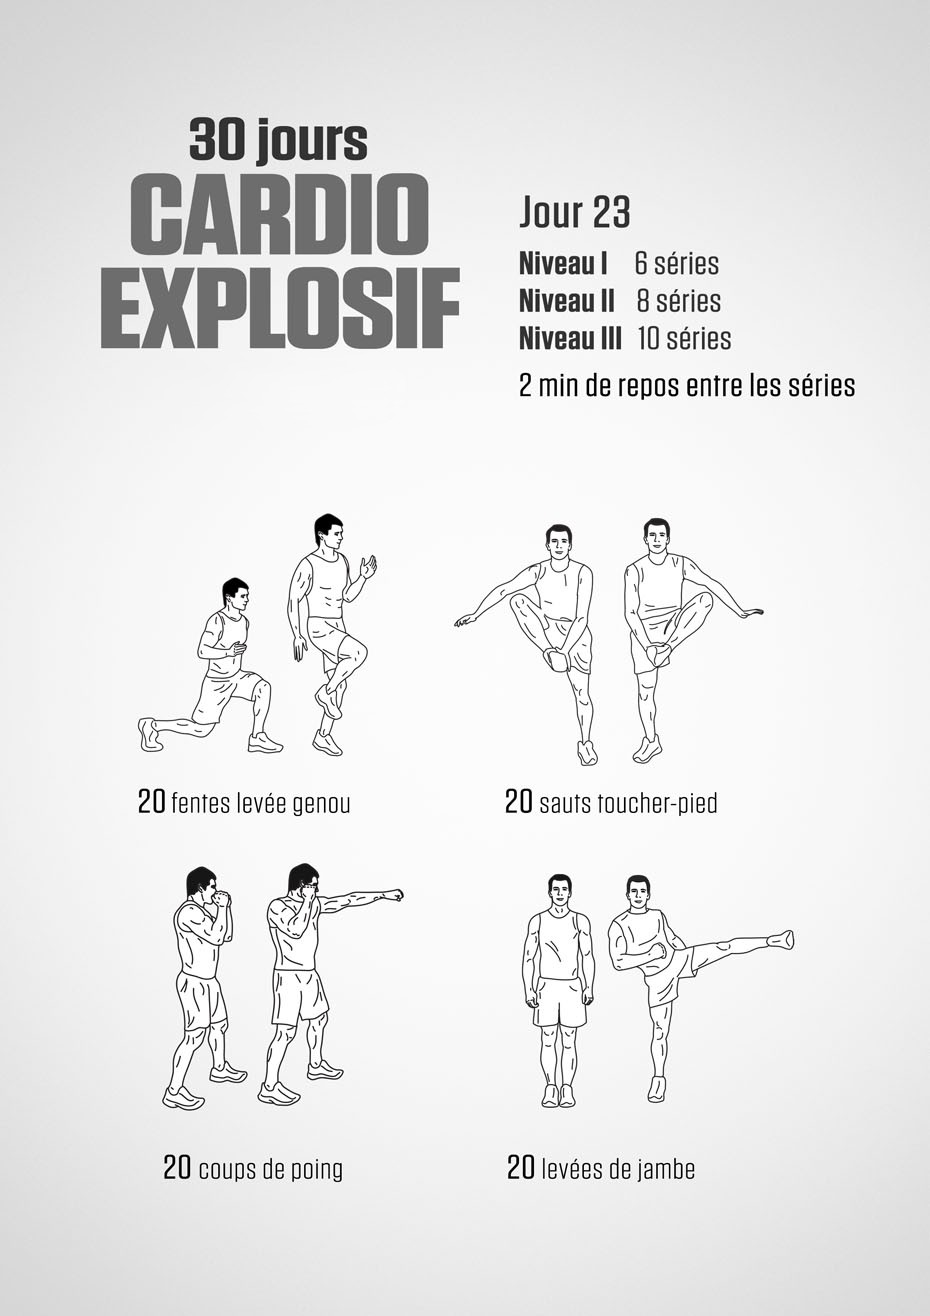 30 jours
CARDIO
EXPLOSIF
Jour 23
Niveau I 6 séries
Niveau II 8 séries
Niveau III 10 séries
2 min de repos entre les séries
20 fentes levée genou
20 sauts toucher-pied
20 coups de poing
20 levées de jambe